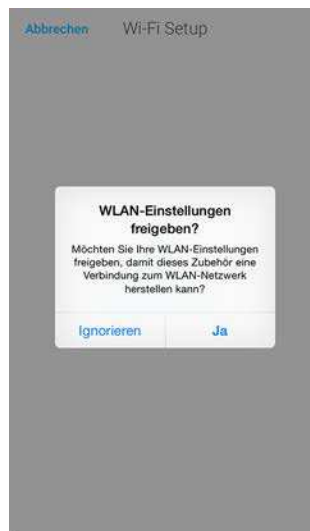 Abbrechen Wi-Fi Setup
WLAN-Einstellungen
freigeben?
Möchten Sie Ihre WLAN-Einstellungen
freigeben, damit dieses Zubehör eine
Verbindung zum WLAN-Netzwerk
herstellen kann?
Ignorieren Ja